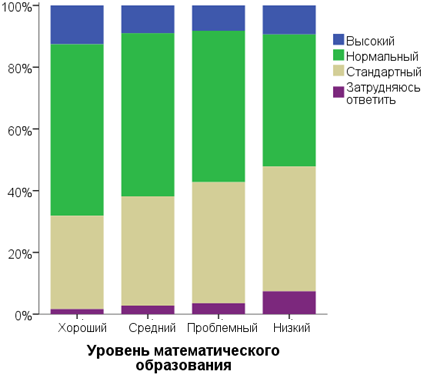 100%
80%
60%
40%
20%
0%
Высокий
Нормальный
Стандартный
Затрудняюсь
ответить
Хороший Средний Проблемный Низкий
Уровень математического
образования